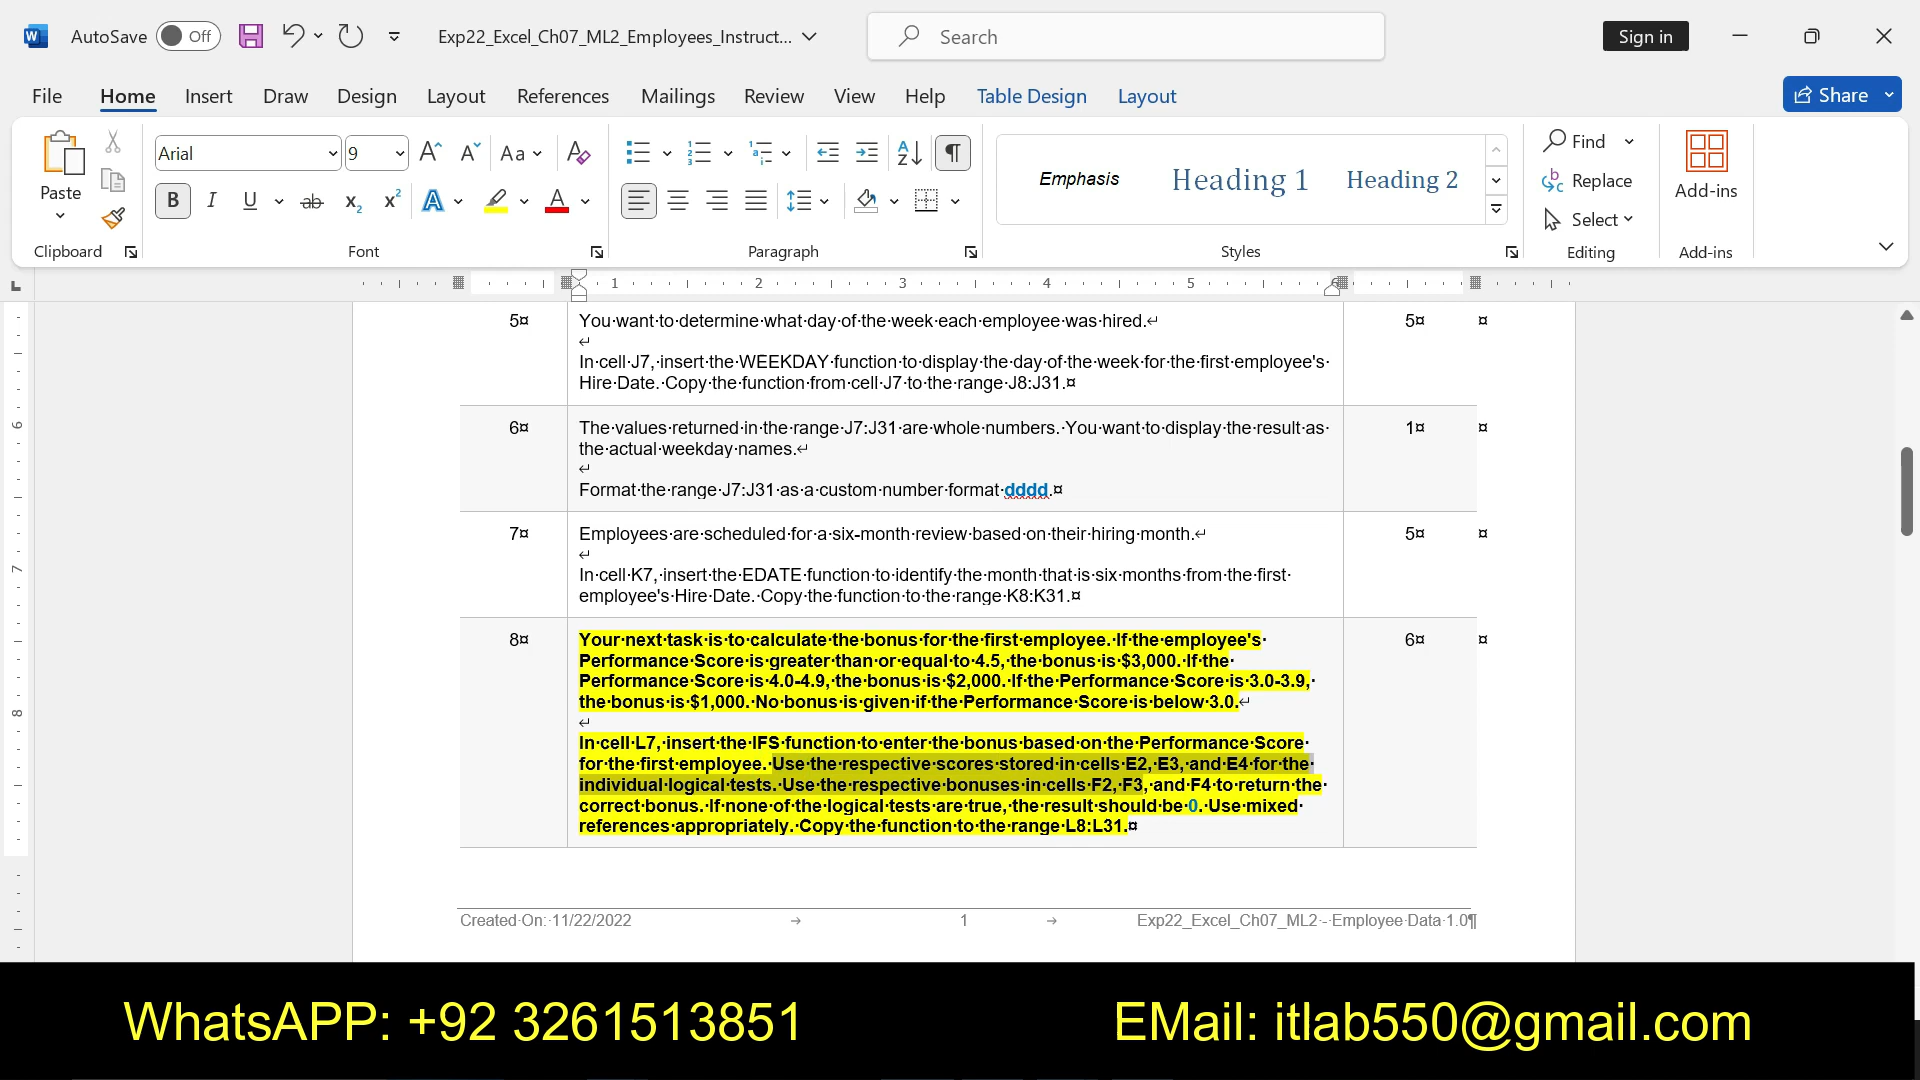 AutoSave Off Exp22_Excel_Ch07_ML2_Employees_Instruct... Search Sign in
File Home Insert Draw Design Layout References Mailings Review View Help Table Design Layout Share
Paste
Clipboard
Arial 9
Font
Paragraph
Emphasis Heading 1 Heading 2
Styles
Find
Replace
Select
Editing
Add-ins
Add-ins
1 2 3 4 5 6
6
7
8
5¤ You·want·to·determine·what·day·of·the·week·each·employee·was·hired.↵ 5¤ ¤
↵
In·cell·J7,·insert·the·WEEKDAY·function·to·display·the·day·of·the·week·for·the·first·employee's·
Hire·Date.·Copy·the·function·from·cell·J7·to·the·range·J8:J31.¤
6¤ The·values·returned·in·the·range·J7:J31·are·whole·numbers.·You·want·to·display·the·result·as· 1¤ ¤
the·actual·weekday·names.↵
↵
Format·the·range·J7:J31·as·a·custom·number·format·dddd.¤
7¤ Employees·are·scheduled·for·a·six-month·review·based·on·their·hiring·month.↵ 5¤ ¤
↵
In·cell·K7,·insert·the·EDATE·function·to·identify·the·month·that·is·six·months·from·the·first·
employee's·Hire·Date.·Copy·the·function·to·the·range·K8:K31.¤
8¤ Your·next·task·is·to·calculate·the·bonus·for·the·first·employee.·If·the·employee's· 6¤ ¤
Performance·Score·is·greater·than·or·equal·to·4.5,·the·bonus·is·$3,000.·If·the·
Performance·Score·is·4.0-4.9,·the·bonus·is·$2,000.·If·the·Performance·Score·is·3.0-3.9,·
the·bonus·is·$1,000.·No·bonus·is·given·if·the·Performance·Score·is·below·3.0.↵
↵
In·cell·L7,·insert·the·IFS·function·to·enter·the·bonus·based·on·the·Performance·Score·
for·the·first·employee.·Use·the·respective·scores·stored·in·cells·E2,·E3,·and·E4·for·the·
individual·logical·tests.·Use·the·respective·bonuses·in·cells·F2,·F3,·and·F4·to·return·the·
correct·bonus.·If·none·of·the·logical·tests·are·true,·the·result·should·be·0.·Use·mixed·
references·appropriately.·Copy·the·function·to·the·range·L8:L31.¤
Created·On:·11/22/2022 → 1 → Exp22_Excel_Ch07_ML2·-·Employee·Data·1.0¶
WhatsAPP: +92 3261513851 EMail: itlab550@gmail.com